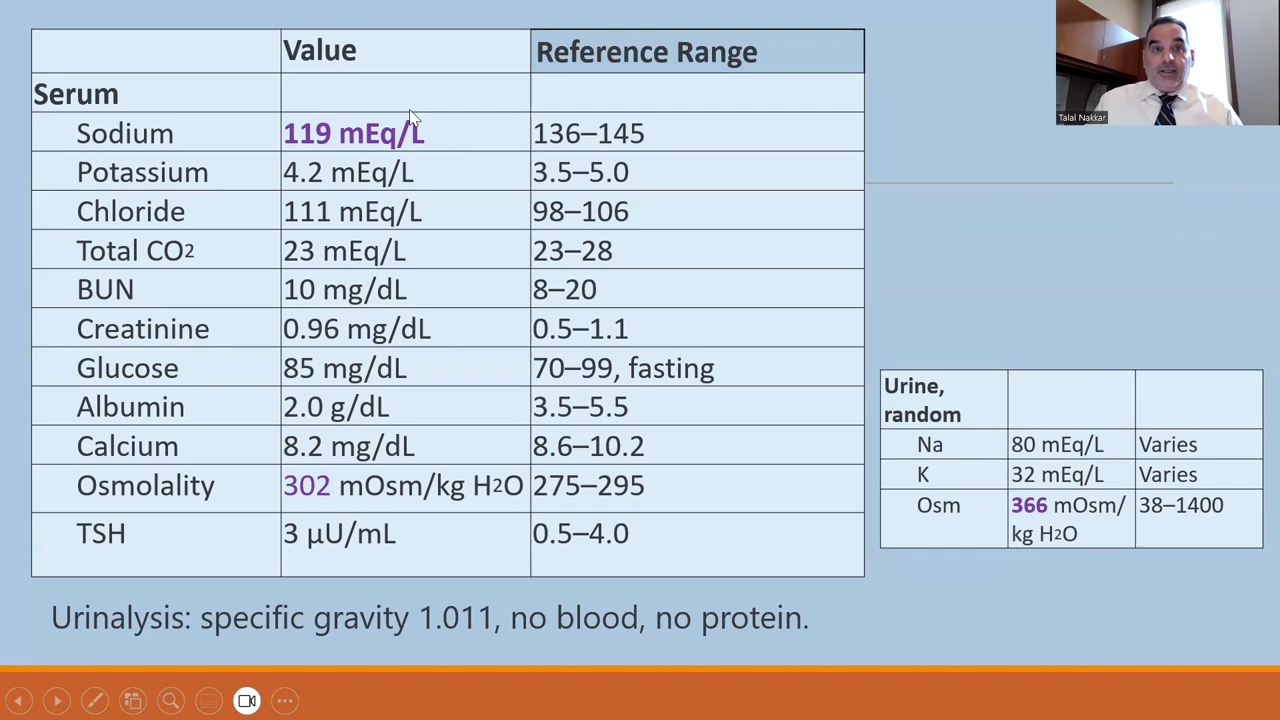 Value Reference Range
Serum
Sodium 119 mEq/L 136–145
Potassium 4.2 mEq/L 3.5–5.0
Chloride 111 mEq/L 98–106
Total CO2 23 mEq/L 23–28
BUN 10 mg/dL 8–20
Creatinine 0.96 mg/dL 0.5–1.1
Glucose 85 mg/dL 70–99, fasting
Albumin 2.0 g/dL 3.5–5.5
Calcium 8.2 mg/dL 8.6–10.2
Osmolality 302 mOsm/kg H2O 275–295
TSH 3 µU/mL 0.5–4.0
Urinalysis: specific gravity 1.011, no blood, no protein.
Urine,
random
Na 80 mEq/L Varies
K 32 mEq/L Varies
Osm 366 mOsm/ 38–1400
kg H2O
Talal Nakkar